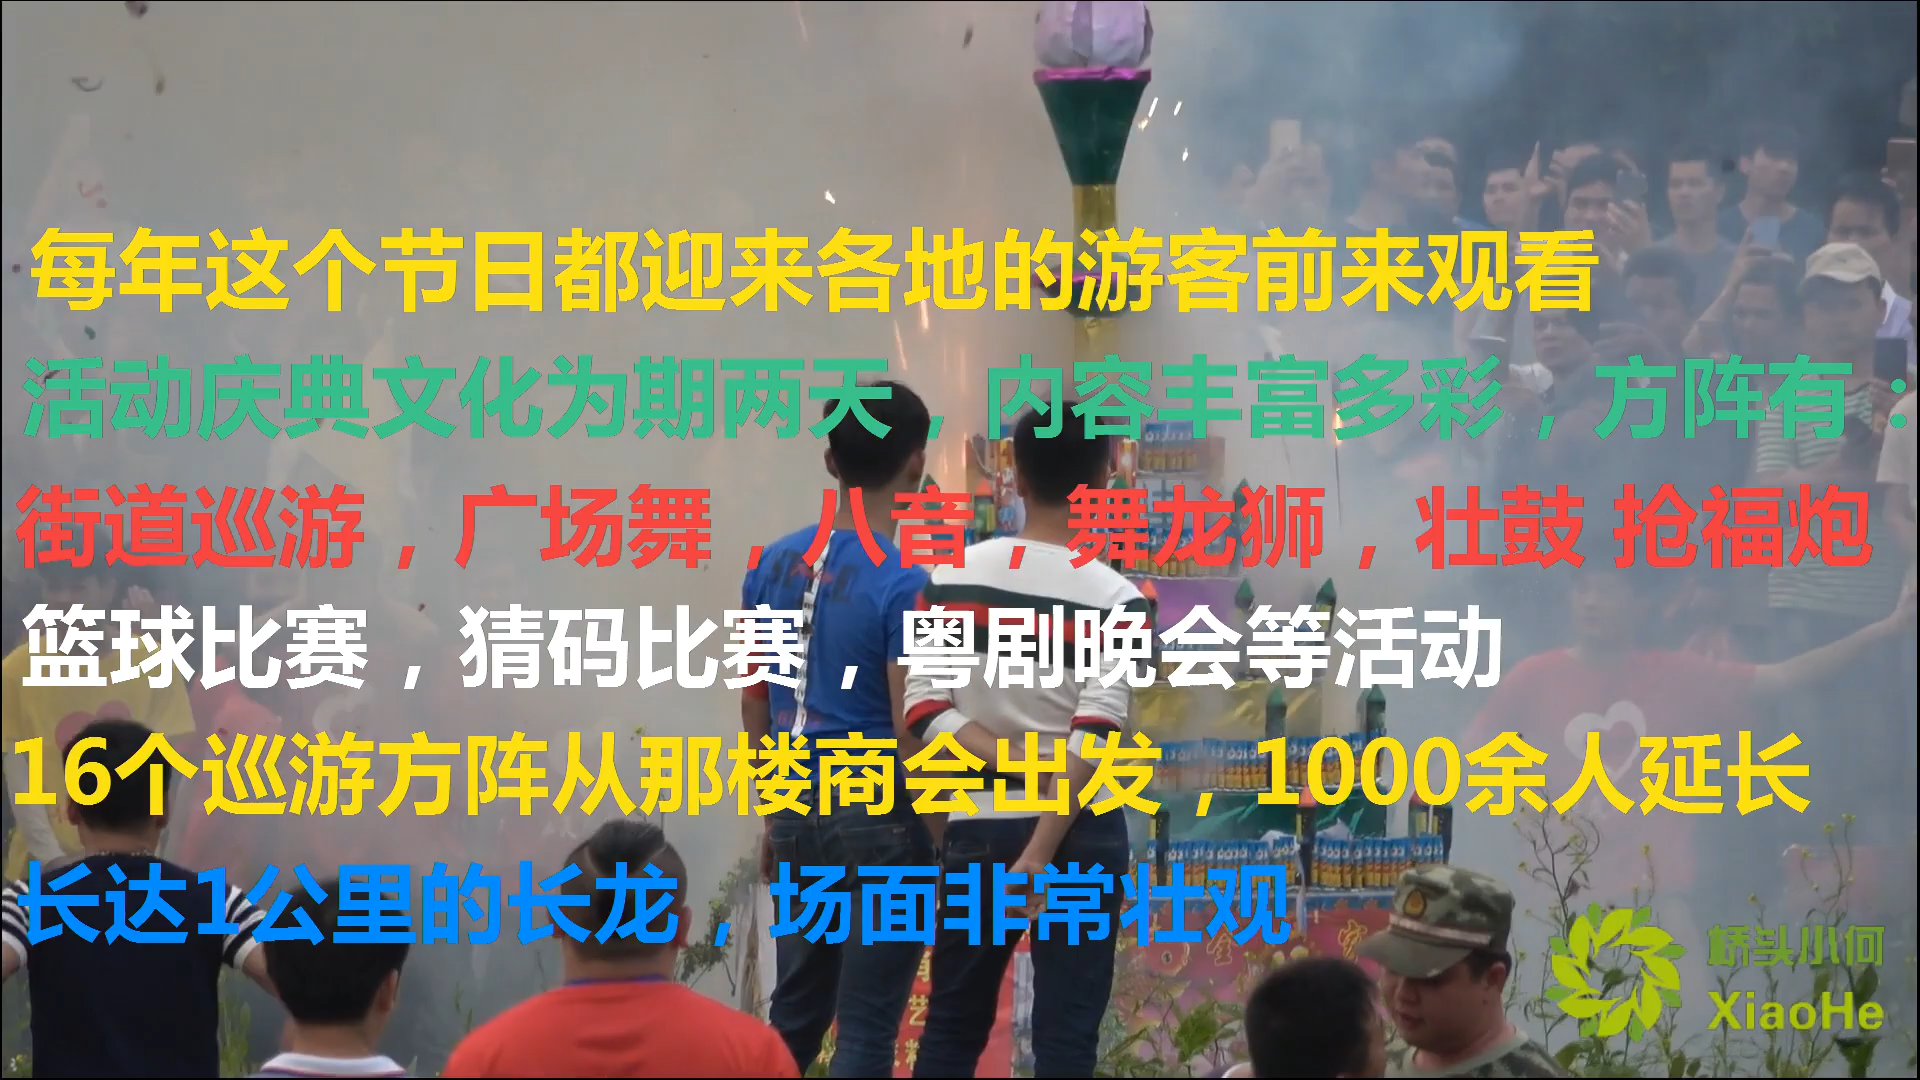 每年这个节日都迎来各地的游客前来观看
活动庆典文化为期两天，内容丰富多彩，方阵有：
街道巡游，广场舞，八音，舞龙狮，壮鼓 抢福炮
篮球比赛，猜码比赛，粤剧晚会等活动
16个巡游方阵从那楼商会出发，1000余人延长
长达1公里的长龙，场面非常壮观
桥头小何
XiaoHe